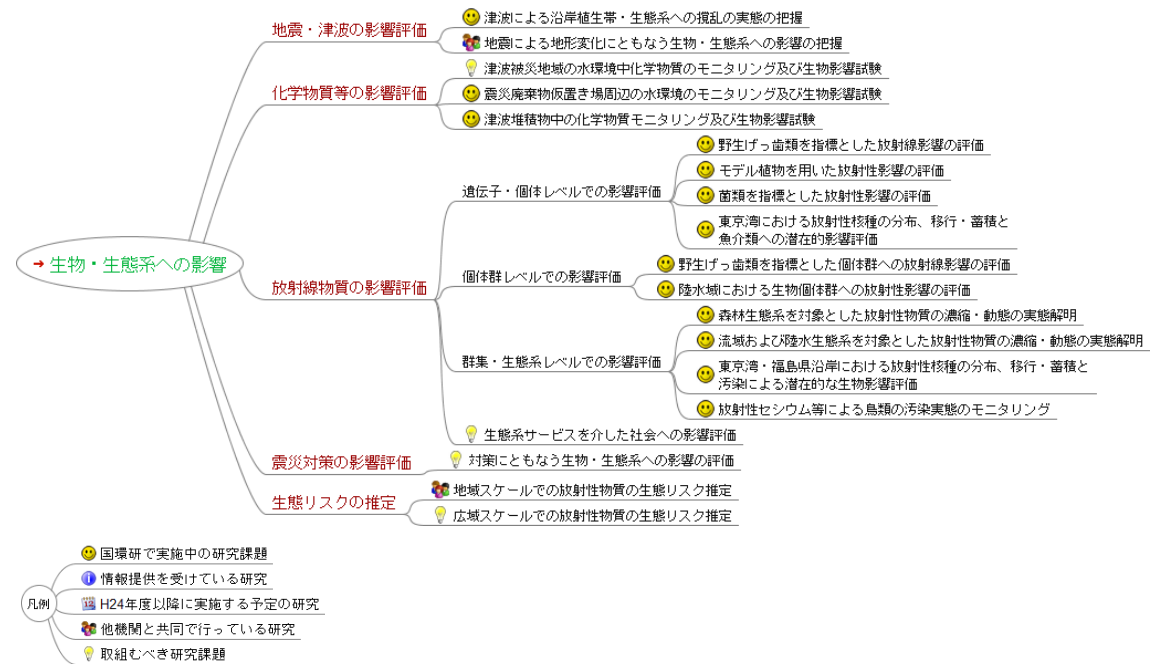 地震・津波の影響評価
津波による沿岸植生帯・生態系への撹乱の実態の把握
地震による地形変化にともなう生物・生態系への影響の把握
化学物質等の影響評価
津波被災地域の水環境中化学物質のモニタリング及び生物影響試験
震災廃棄物仮置き場周辺の水環境のモニタリング及び生物影響試験
津波堆積物中の化学物質モニタリング及び生物影響試験
生物・生態系への影響
放射線物質の影響評価
遺伝子・個体レベルでの影響評価
野生げっ歯類を指標とした放射線影響の評価
モデル植物を用いた放射性影響の評価
菌類を指標とした放射性影響の評価
東京湾における放射性核種の分布、移行・蓄積と
魚介類への潜在的影響評価
個体群レベルでの影響評価
野生げっ歯類を指標とした個体群への放射線影響の評価
陸水域における生物個体群への放射性影響の評価
群集・生態系レベルでの影響評価
森林生態系を対象とした放射性物質の濃縮・動態の実態解明
流域および陸水生態系を対象とした放射性物質の濃縮・動態の実態解明
東京湾・福島県沿岸における放射性核種の分布、移行・蓄積と
汚染による潜在的な生物影響評価
放射性セシウム等による鳥類の汚染実態のモニタリング
生態系サービスを介した社会への影響評価
震災対策の影響評価
対策にともなう生物・生態系への影響の評価
生態リスクの推定
地域スケールでの放射性物質の生態リスク推定
広域スケールでの放射性物質の生態リスク推定
凡例
国環研で実施中の研究課題
情報提供を受けている研究
H24年度以降に実施する予定の研究
他機関と共同で行っている研究
取組むべき研究課題